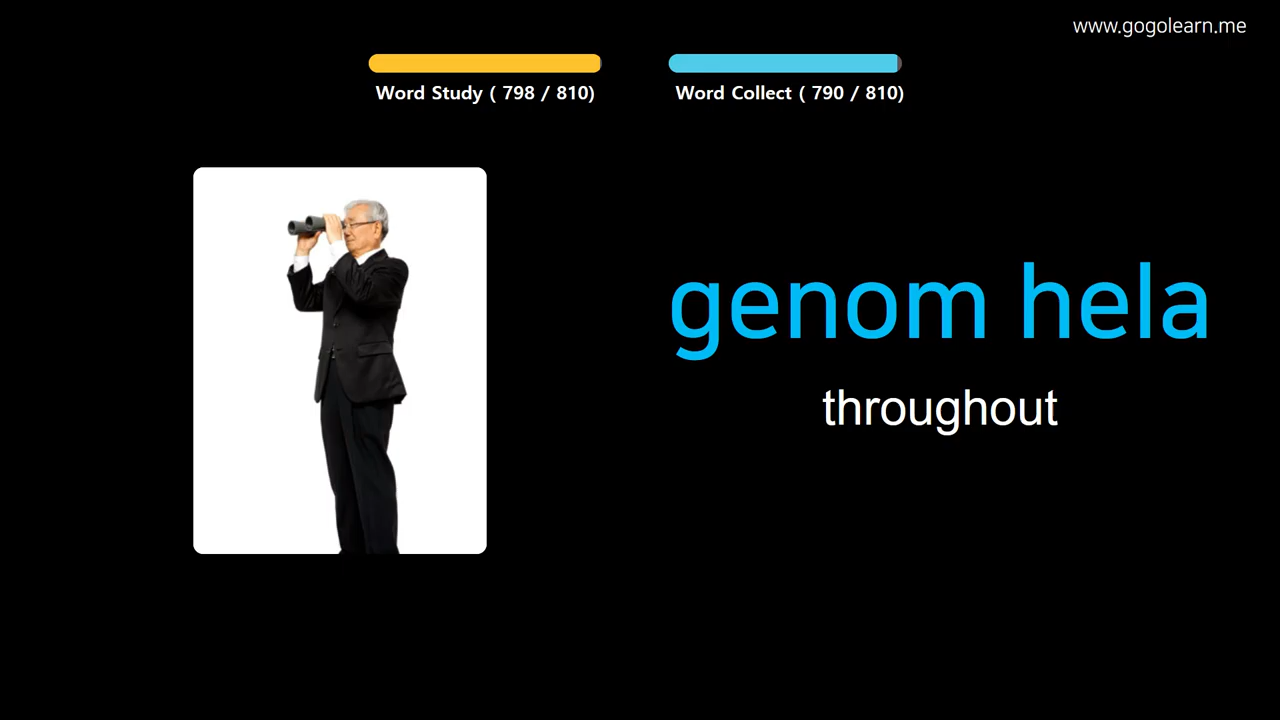 www.gogolearn.me
Word Study ( 798 / 810)
Word Collect ( 790 / 810)
genom hela
throughout